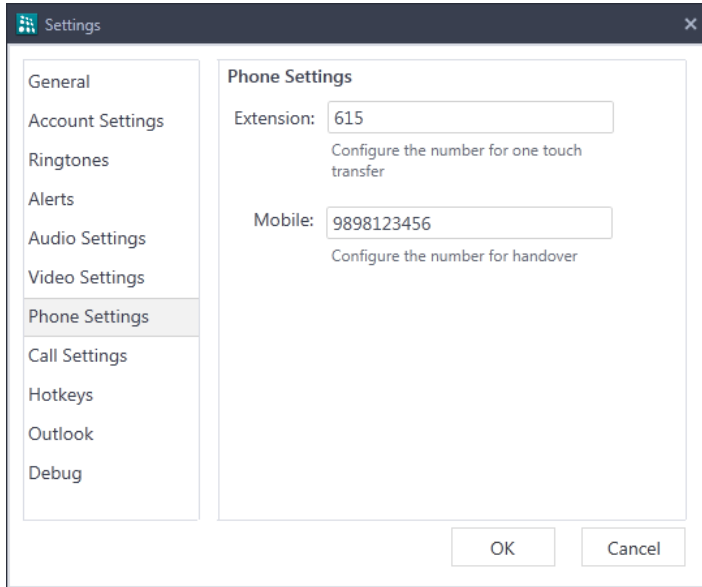 Settings
General
Account Settings
Ringtones
Alerts
Audio Settings
Video Settings
Phone Settings
Call Settings
Hotkeys
Outlook
Debug
Phone Settings
Extension: 615
Configure the number for one touch
transfer
Mobile: 9898123456
Configure the number for handover
OK Cancel